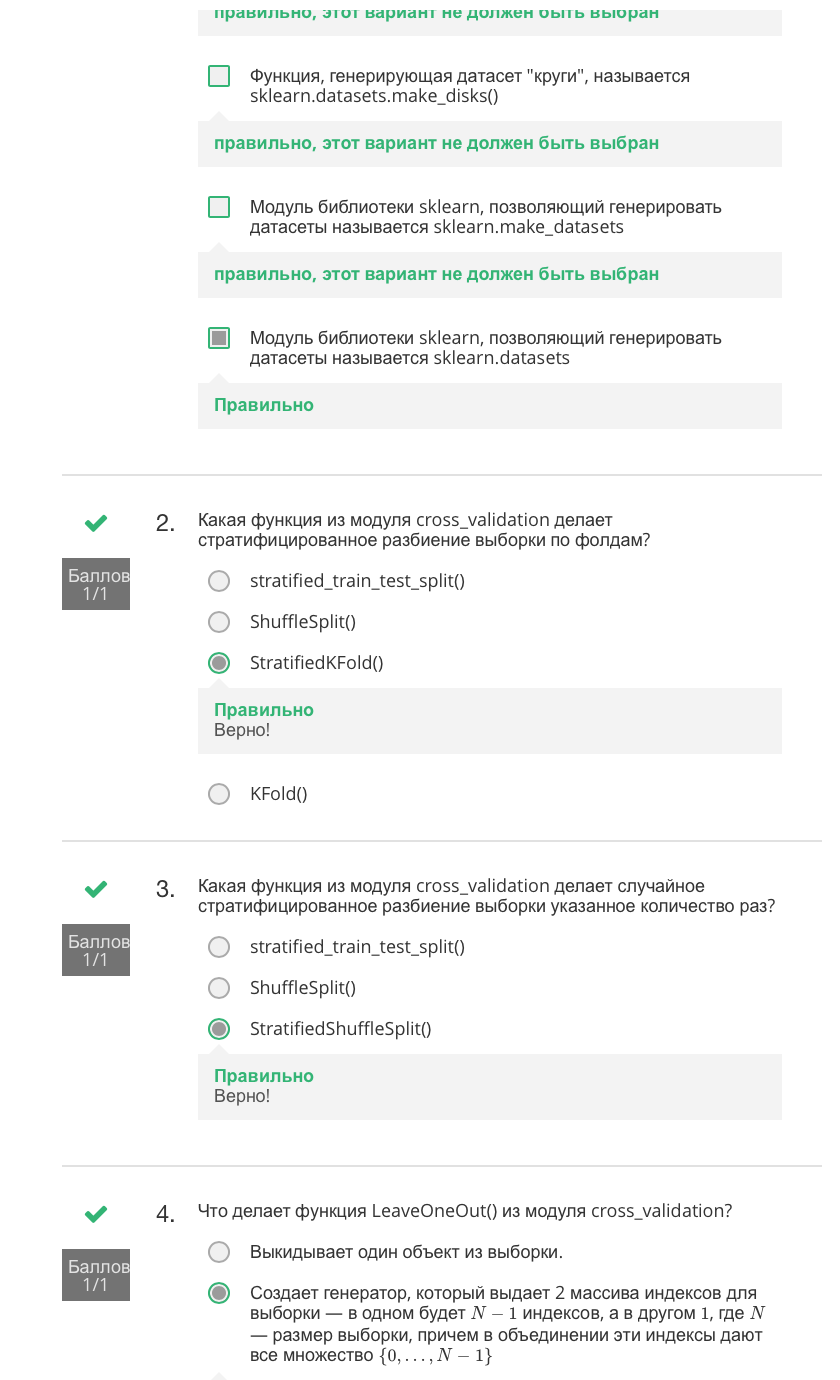 правильно, этот вариант не должен быть выбран
Функция, генерирующая датасет "круги", называется
sklearn.datasets.make_disks()
правильно, этот вариант не должен быть выбран
Модуль библиотеки sklearn, позволяющий генерировать
датасеты называется sklearn.make_datasets
правильно, этот вариант не должен быть выбран
Модуль библиотеки sklearn, позволяющий генерировать
датасеты называется sklearn.datasets
Правильно
Баллов
1/1
2. Какая функция из модуля cross_validation делает
стратифицированное разбиение выборки по фолдам?
stratified_train_test_split()
ShuffleSplit()
StratifiedKFold()
Правильно
Верно!
KFold()
Баллов
1/1
3. Какая функция из модуля cross_validation делает случайное
стратифицированное разбиение выборки указанное количество раз?
stratified_train_test_split()
ShuffleSplit()
StratifiedShuffleSplit()
Правильно
Верно!
Баллов
1/1
4. Что делает функция LeaveOneOut() из модуля cross_validation?
Выкидывает один объект из выборки.
Создает генератор, который выдает 2 массива индексов для
выборки — в одном будет N − 1 индексов, а в другом 1, где N
— размер выборки, причем в объединении эти индексы дают
все множество {0, . . . , N − 1}